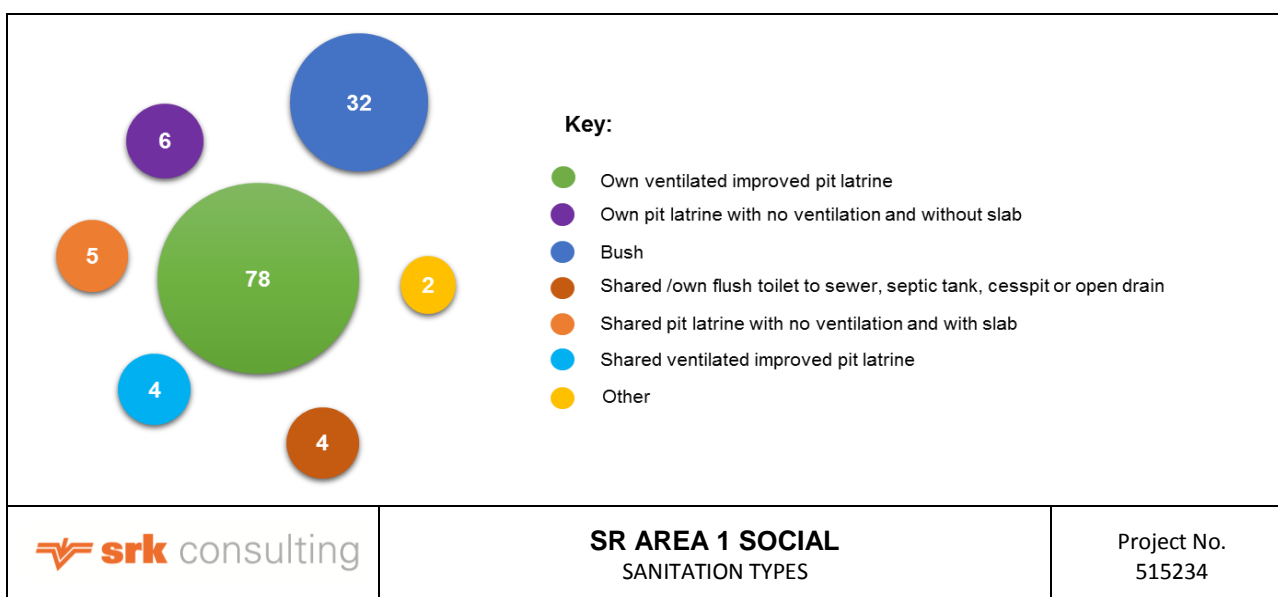 32
6
5
78
2
4
4
Key:
Own ventilated improved pit latrine
Own pit latrine with no ventilation and without slab
Bush
Shared /own flush toilet to sewer, septic tank, cesspit or open drain
Shared pit latrine with no ventilation and with slab
Shared ventilated improved pit latrine
Other
srk consulting
SR AREA 1 SOCIAL
SANITATION TYPES
Project No.
515234